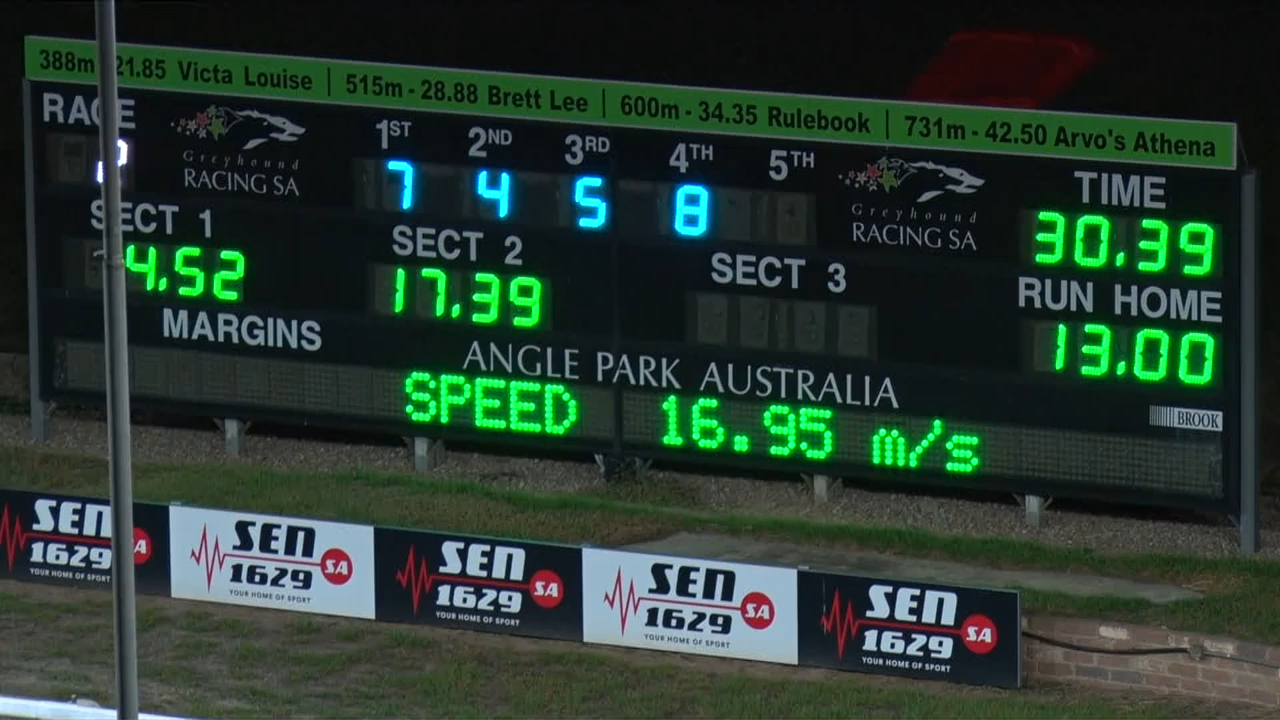 388m 21.85 Victa Louise | 515m - 28.88 Brett Lee | 600m - 34.35 Rulebook | 731m - 42.50 Arvo's Athena
RACE
Greyhound
RACING SA
1ST 2ND 3RD 4TH 5TH
7 4 5 8
Greyhound
RACING SA
TIME
30.39
SECT 1
4.52
SECT 2
17.39
SECT 3
RUN HOME
13.00
MARGINS
ANGLE PARK AUSTRALIA
BROOK
SPEED 16.95 m/s
SEN
1629
YOUR HOME OF SPORT
SEN
1629 SA
YOUR HOME OF SPORT
SEN
1629 SA
YOUR HOME OF SPORT
SEN
1629 SA
YOUR HOME OF SPORT
SEN
1629 SA
YOUR HOME OF SPORT